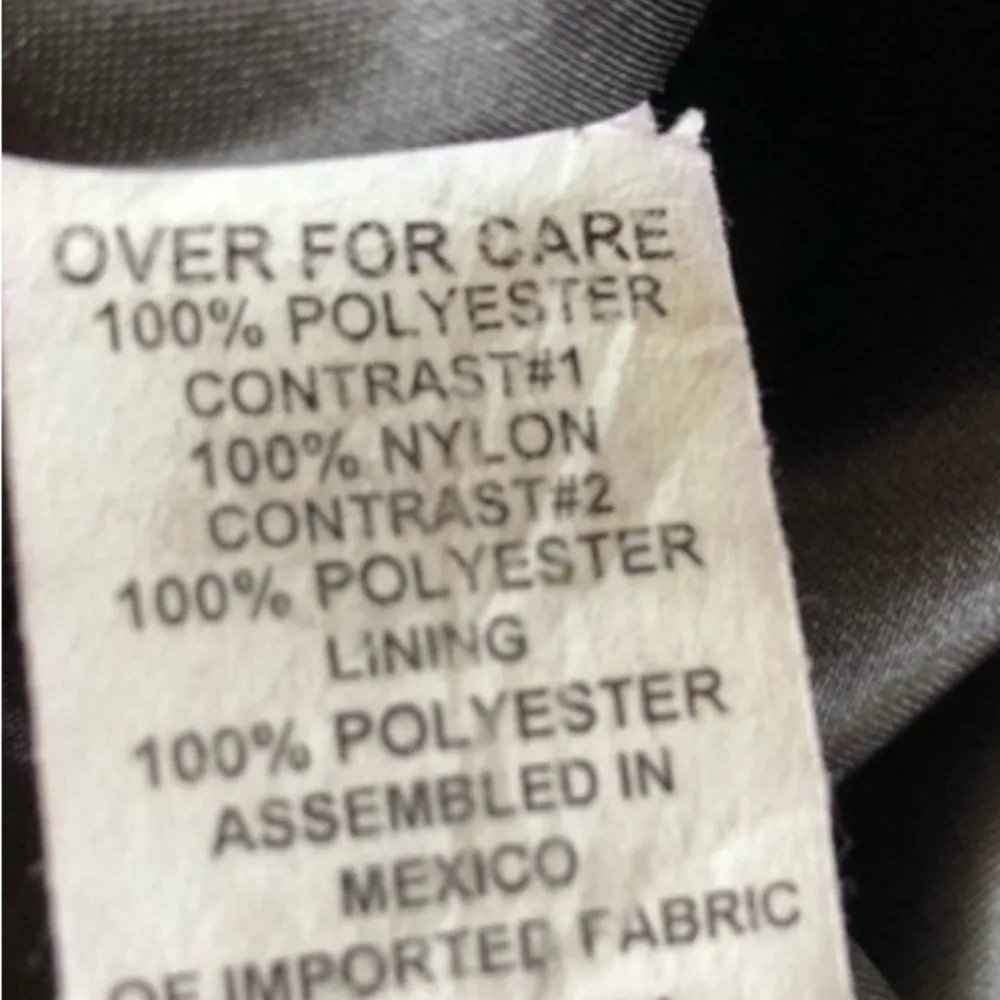 OVER FOR CARE
100% POLYESTER
CONTRAST#1
100% NYLON
CONTRAST#2
100% POLYESTER
LINING
100% POLYESTER
ASSEMBLED IN
MEXICO
OF IMPORTED FABRIC